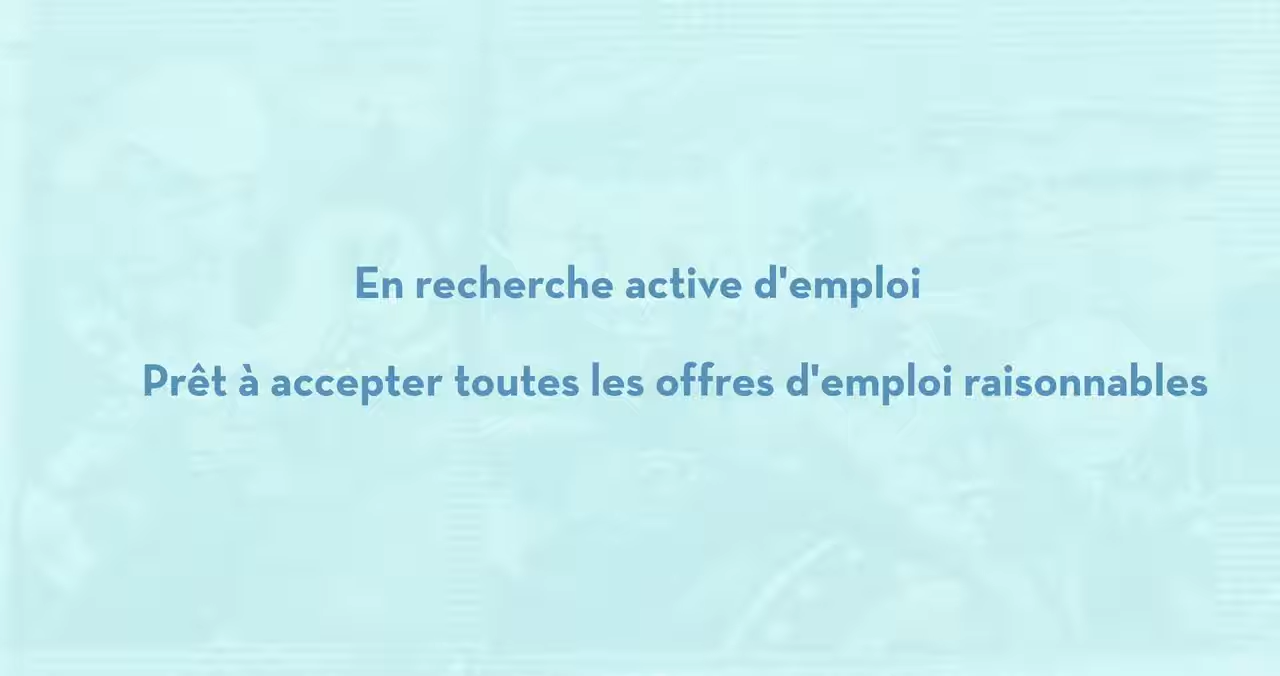 En recherche active d'emploi
Prêt à accepter toutes les offres d'emploi raisonnables